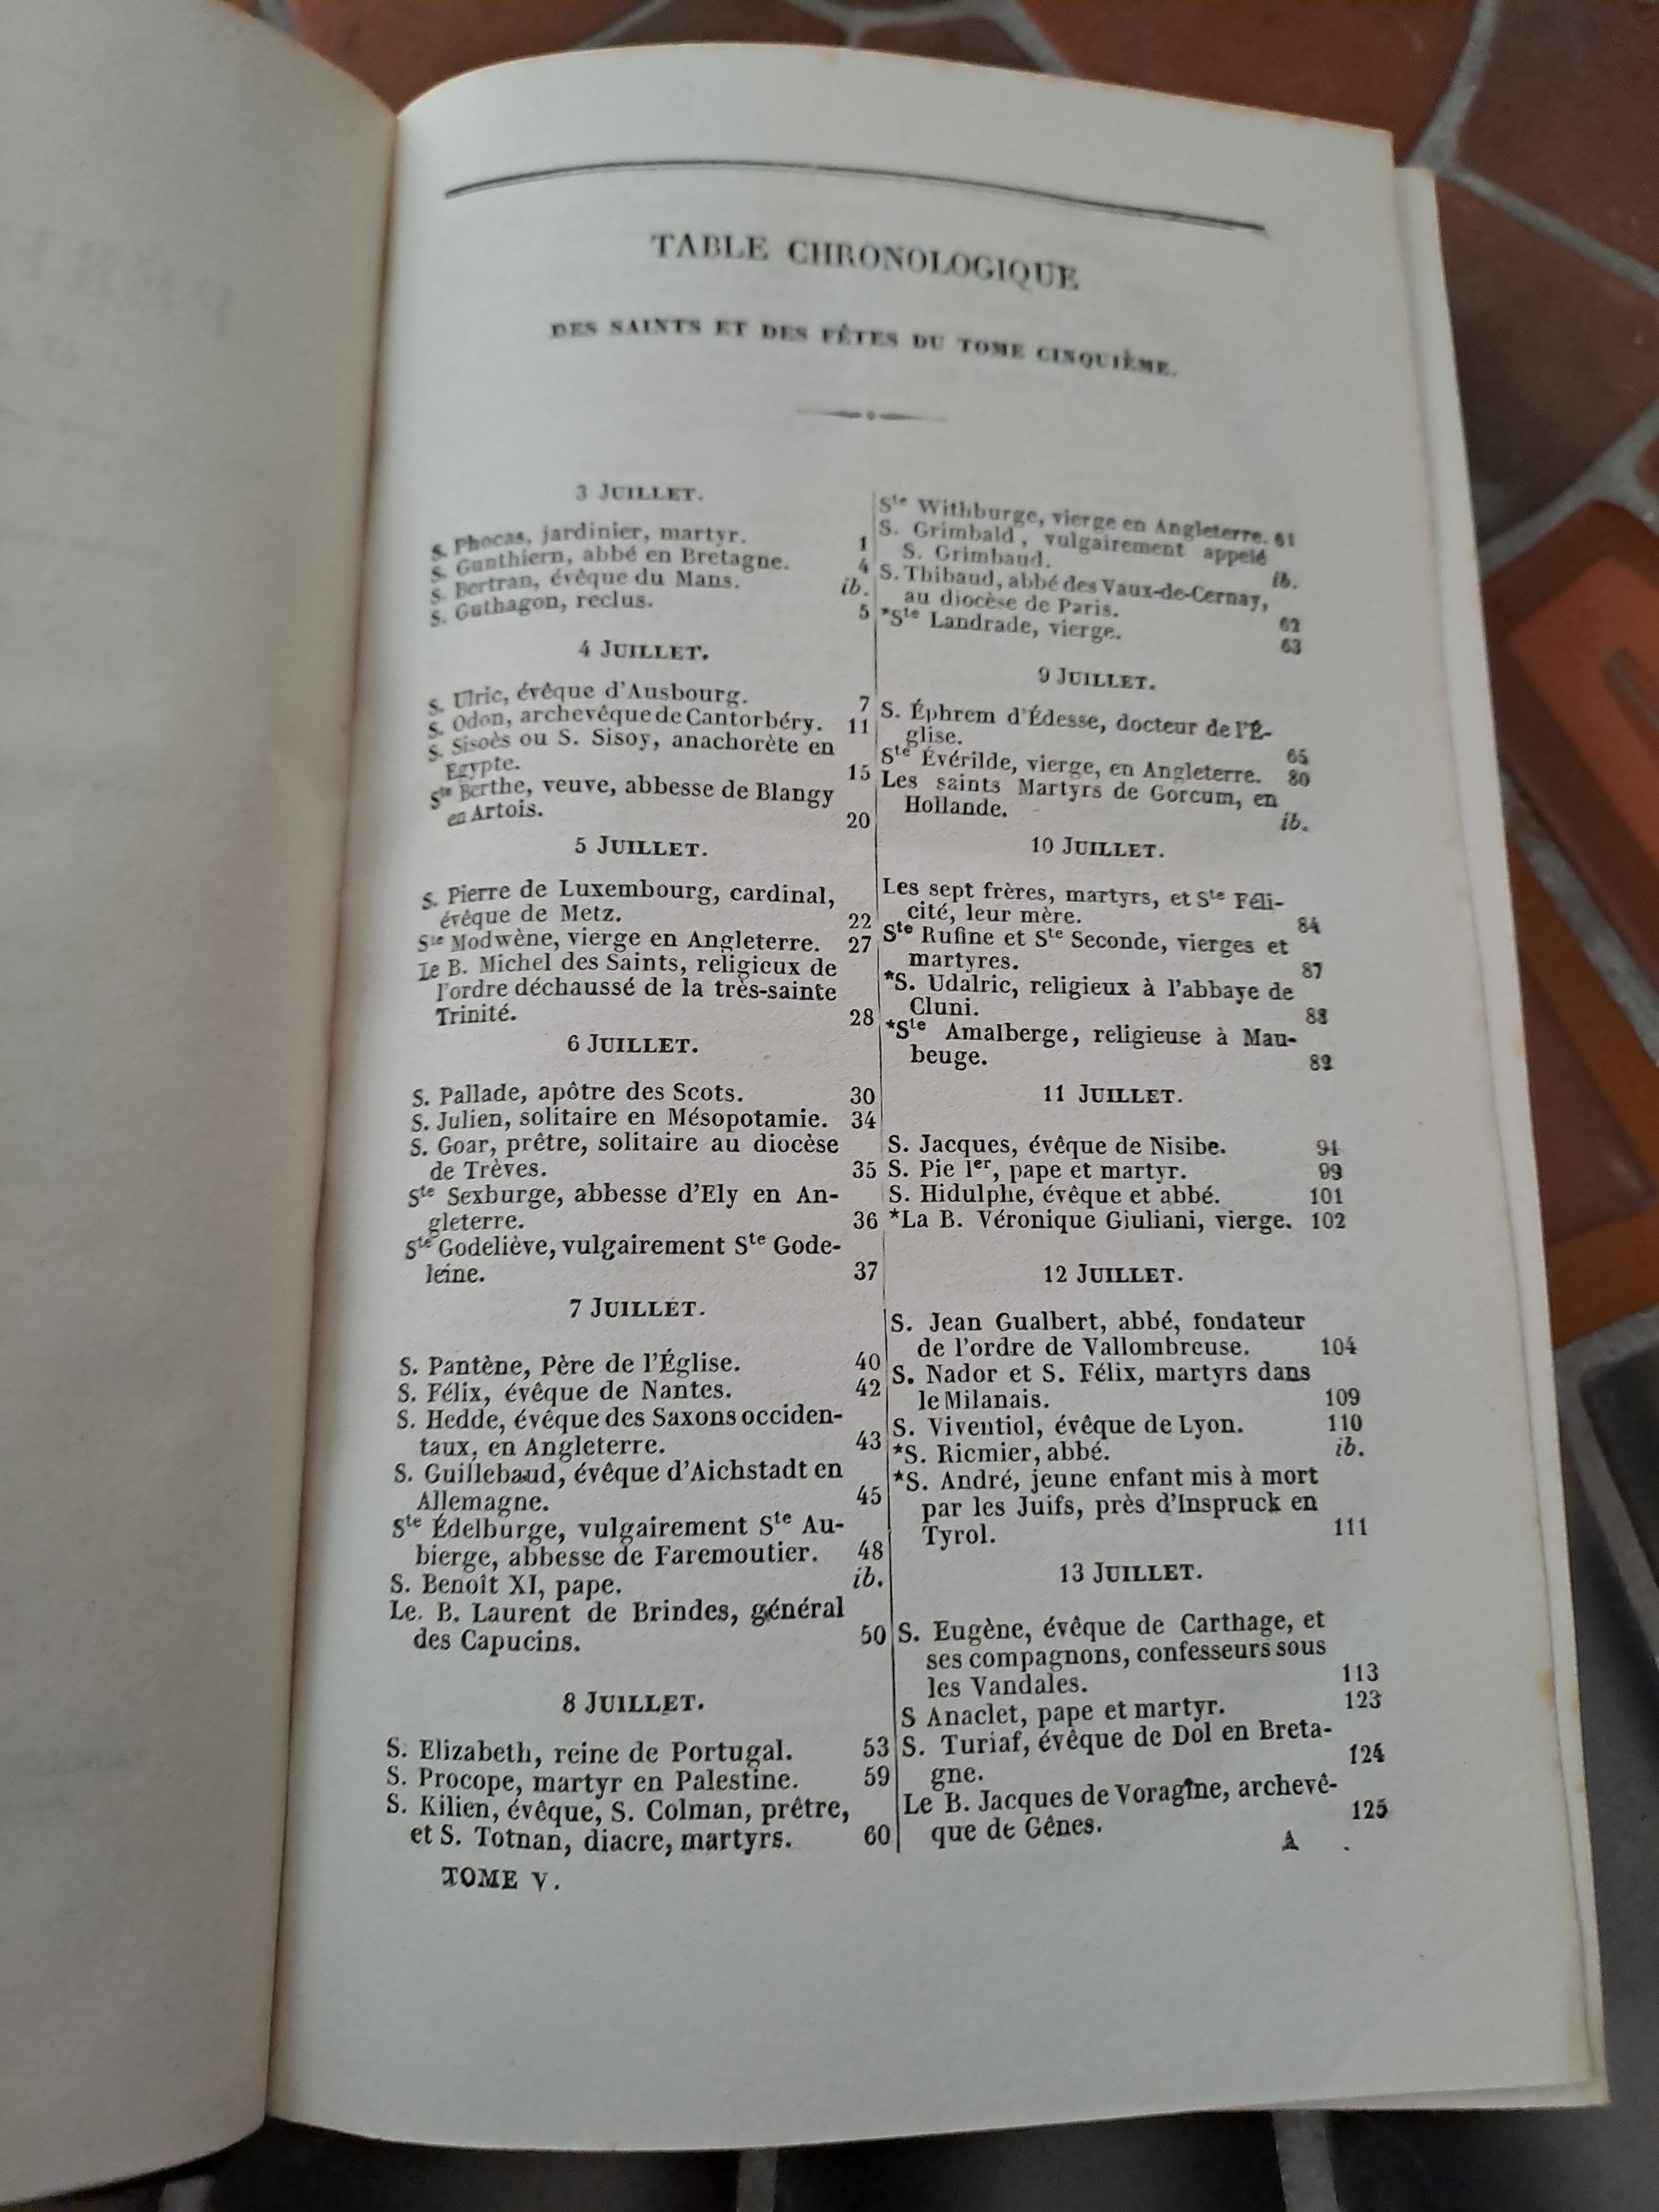 TABLE CHRONOLOGIQUE
DES SAINTS ET DES FÊTES DU TOME CINQUIÈME.
3 JUILLET.
S. Phocas, jardinier, martyr. 1
S. Gunthiern, abbé en Bretagne. 4
S. Bertran, évêque du Mans. ib.
S. Guthagon, reclus. 5
4 JUILLET.
S. Ulric, évêque d'Ausbourg. 7
S. Odon, archevêque de Cantorbéry. 11
S. Sisoès ou S. Sisoy, anachorète en
Egypte. 15
Ste Berthe, veuve, abbesse de Blangy
en Artois. 20
5 JUILLET.
S. Pierre de Luxembourg, cardinal,
évêque de Metz. 22
Ste Modwène, vierge en Angleterre. 27
Le B. Michel des Saints, religieux de
l'ordre déchaussé de la très-sainte
Trinité. 28
6 JUILLET.
S. Pallade, apôtre des Scots. 30
S. Julien, solitaire en Mésopotamie. 34
S. Goar, prêtre, solitaire au diocèse
de Trèves. 35
Ste Sexburge, abbesse d'Ely en An-
gleterre. 36
Ste Godeliève, vulgairement Ste Gode-
leine. 37
7 JUILLET.
S. Pantène, Père de l'Église. 40
S. Félix, évêque de Nantes. 42
S. Hedde, évêque des Saxons occiden-
taux, en Angleterre. 43
S. Guillebaud, évêque d'Aichstadt en
Allemagne. 45
Ste Édelburge, vulgairement Ste Au-
bierge, abbesse de Faremoutier. 48
S. Benoît XI, pape. ib.
Le. B. Laurent de Brindes, général
des Capucins. 50
8 JUILLET.
S. Elizabeth, reine de Portugal. 53
S. Procope, martyr en Palestine. 59
S. Kilien, évêque, S. Colman, prêtre,
et S. Totnan, diacre, martyrs. 60
TOME V.
Ste Withburge, vierge en Angleterre. 61
S. Grimbald, vulgairement appelé
S. Grimbaud. ib.
S. Thibaud, abbé des Vaux-de-Cernay,
au diocèse de Paris. 62
*Ste Landrade, vierge. 63
9 JUILLET.
S. Éphrem d'Édesse, docteur de l'É-
glise. 65
Ste Évérilde, vierge, en Angleterre. 80
Les saints Martyrs de Gorcum, en
Hollande. ib.
10 JUILLET.
Les sept frères, martyrs, et Ste Féli-
cité, leur mère. 84
Ste Rufine et Ste Seconde, vierges et
martyres. 87
*S. Udalric, religieux à l'abbaye de
Cluni. 88
*Ste Amalberge, religieuse à Mau-
beuge. 89
11 JUILLET.
S. Jacques, évêque de Nisibe. 91
S. Pie Ier, pape et martyr. 99
S. Hidulphe, évêque et abbé. 101
*La B. Véronique Giuliani, vierge. 102
12 JUILLET.
S. Jean Gualbert, abbé, fondateur
de l'ordre de Vallombreuse. 104
S. Nador et S. Félix, martyrs dans
le Milanais. 109
S. Viventiol, évêque de Lyon. 110
*S. Ricmier, abbé. ib.
*S. André, jeune enfant mis à mort
par les Juifs, près d'Inspruck en
Tyrol. 111
13 JUILLET.
S. Eugène, évêque de Carthage, et
ses compagnons, confesseurs sous
les Vandales. 113
S Anaclet, pape et martyr. 123
S. Turiaf, évêque de Dol en Breta-
gne. 124
Le B. Jacques de Voragine, archevê-
que de Gênes. 125
A